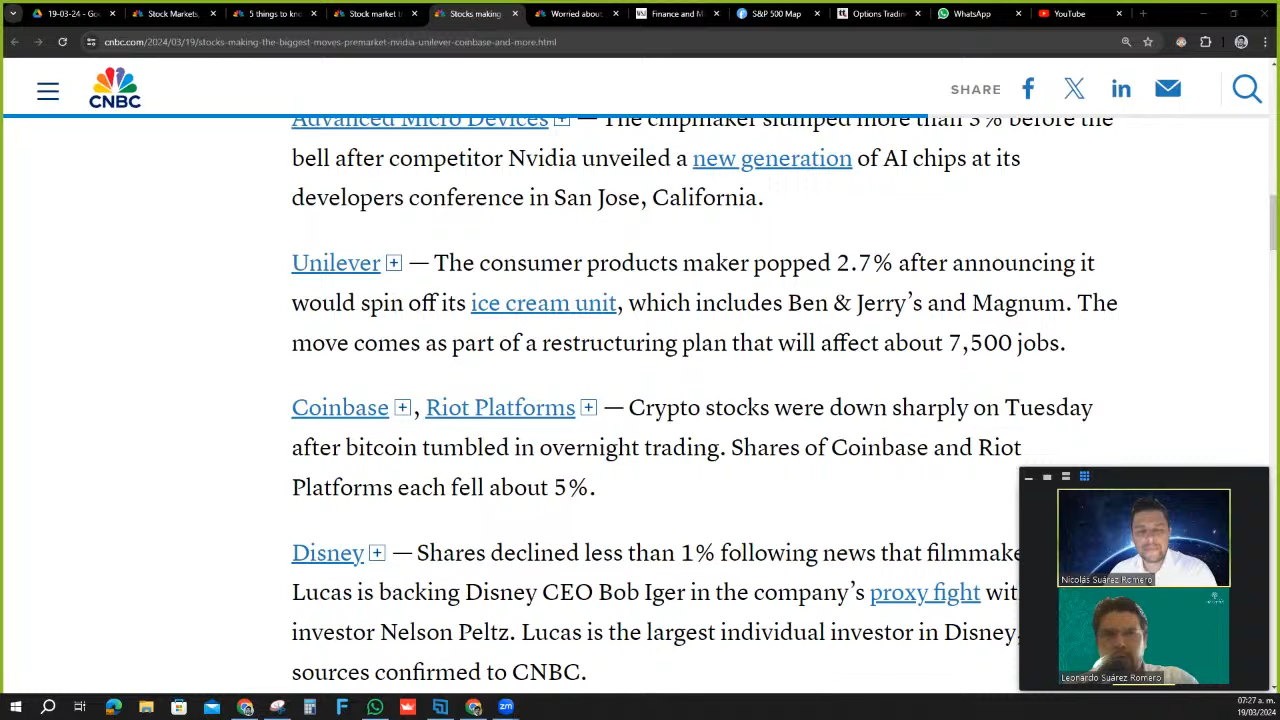 19-03-24 - Goo
Stock Markets,
5 things to kno
Stock market t
Stocks making
Worried about
Finance and M
S&P 500 Map
Options Tradin
WhatsApp
YouTube
cnbc.com/2024/03/19/stocks-making-the-biggest-moves-premarket-nvidia-unilever-coinbase-and-more.html
CNBC
SHARE
Advanced Micro Devices + — The chipmaker slumped more than 3% before the
bell after competitor Nvidia unveiled a new generation of AI chips at its
developers conference in San Jose, California.
Unilever + — The consumer products maker popped 2.7% after announcing it
would spin off its ice cream unit, which includes Ben & Jerry’s and Magnum. The
move comes as part of a restructuring plan that will affect about 7,500 jobs.
Coinbase +, Riot Platforms + — Crypto stocks were down sharply on Tuesday
after bitcoin tumbled in overnight trading. Shares of Coinbase and Riot
Platforms each fell about 5%.
Disney + — Shares declined less than 1% following news that filmmake
Lucas is backing Disney CEO Bob Iger in the company’s proxy fight wit
investor Nelson Peltz. Lucas is the largest individual investor in Disney,
sources confirmed to CNBC.
Nicolás Suárez Romero
Leonardo Suárez Romero
07:27 a. m.
19/03/2024